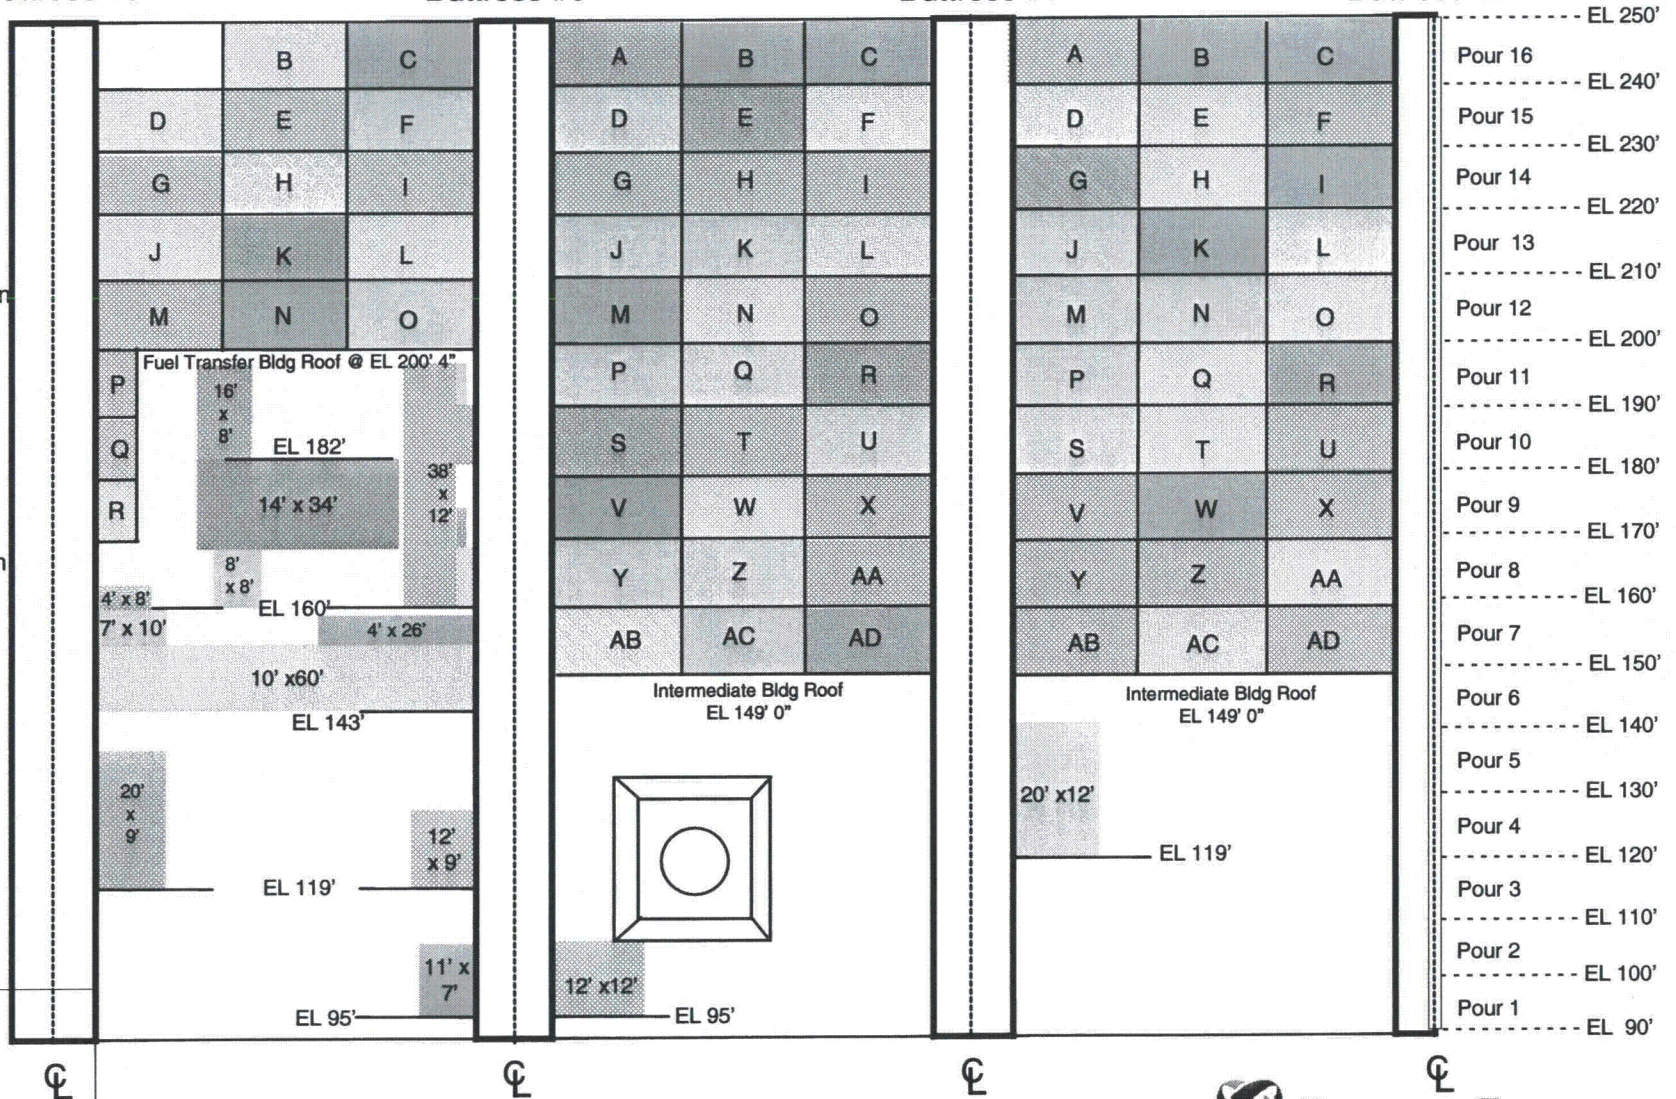 EL 250'
B C A B C A B C Pour 16
EL 240'
D E F D E F D E F Pour 15
EL 230'
G H I G H I G H I Pour 14
EL 220'
J K L J K L J K L Pour 13
EL 210'
M N O M N O M N O Pour 12
EL 200'
Fuel Transfer Bldg Roof @ EL 200' 4"
P P Q R P Q R Pour 11
16'
x
8'
EL 190'
Q EL 182' S T U S T U Pour 10
EL 180'
38'
x
12'
R 14' x 34' V W X V W X Pour 9
EL 170'
8'
x 8'
Y Z AA Y Z AA Pour 8
4' x 8' EL 160' EL 160'
7' x 10' 4' x 26' AB AC AD AB AC AD Pour 7
EL 150'
10' x60'
Intermediate Bldg Roof
EL 149' 0"
Intermediate Bldg Roof
EL 149' 0"
Pour 6
EL 143' EL 140'
Pour 5
20'
x
9'
20' x12' EL 130'
12'
x 9'
Pour 4
EL 119' EL 119' EL 120'
Pour 3
EL 110'
11' x
7'
12' x12'
Pour 2
EL 100'
EL 95' EL 95' Pour 1
EL 90'
℄ ℄ ℄ ℄